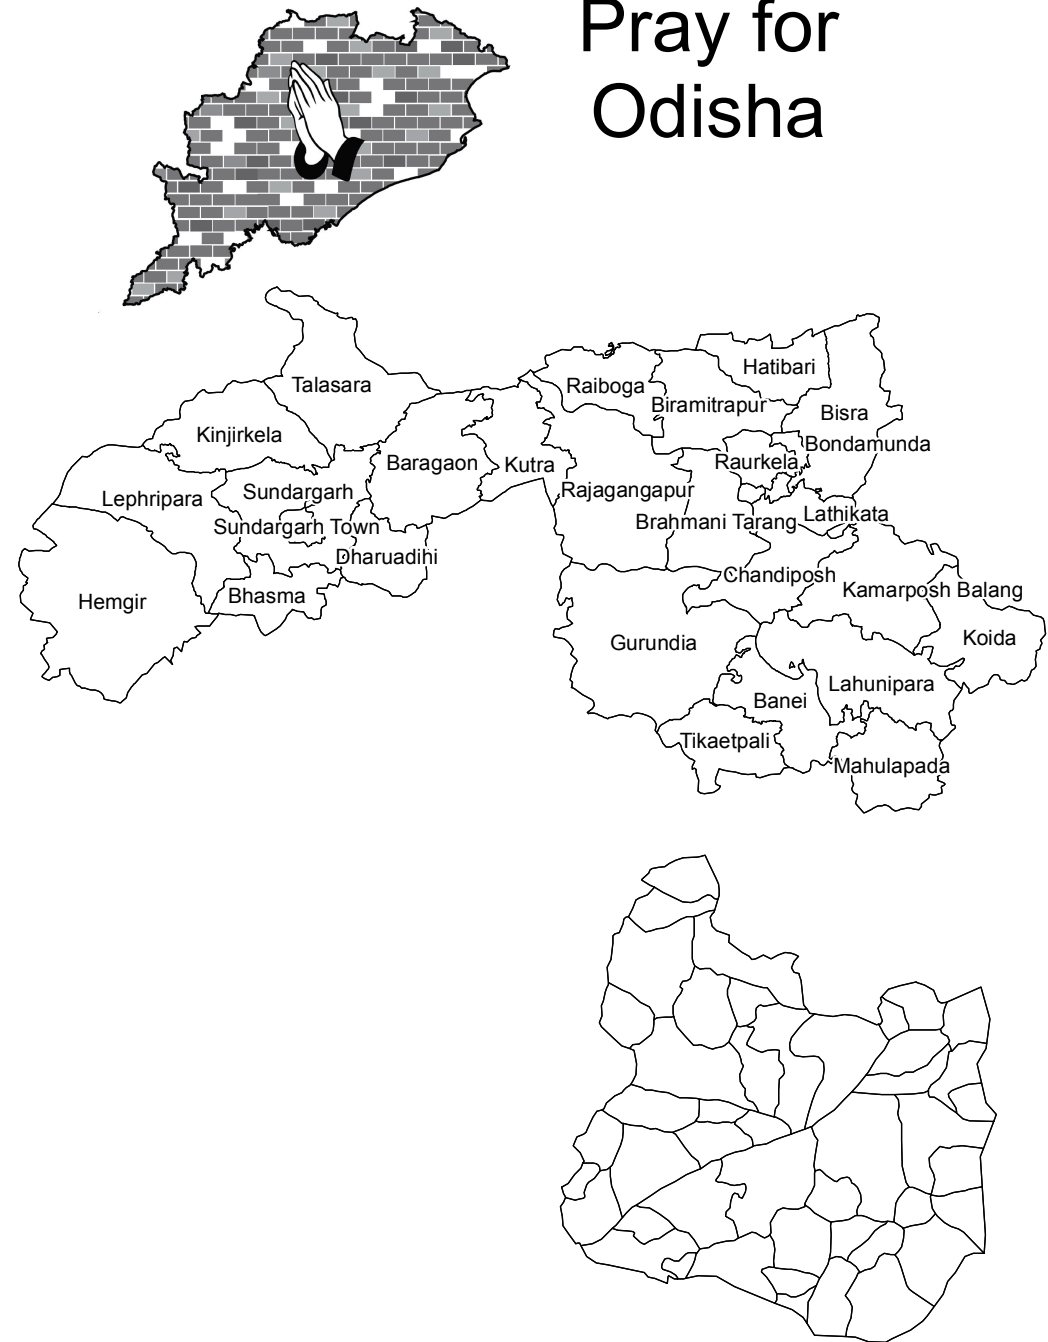 Pray for
Odisha
Talasara
Raiboga
Hatibari
Biramitrapur
Bisra
Kinjirkela
Bondamunda
Baragaon
Kutra
Raurkela
Lephripara
Sundargarh
Rajagangapur
Sundargarh Town
Brahmani Tarang
Lathikata
Dharuadihi
Chandiposh
Hemgir
Bhasma
Kamarposh Balang
Gurundia
Koida
Lahunipara
Banei
Tikaetpali
Mahulapada